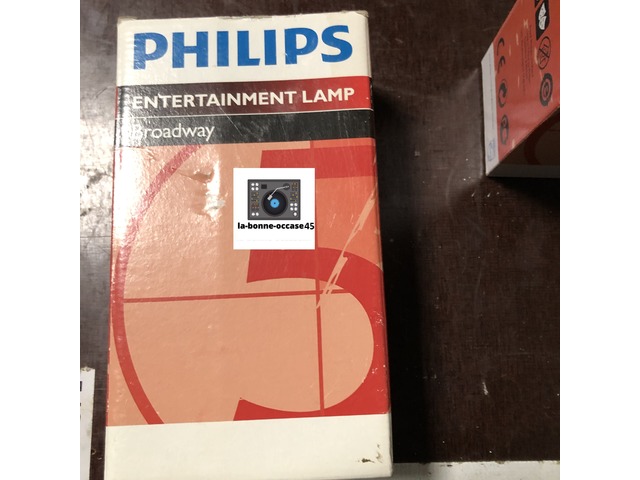 PHILIPS
ENTERTAINMENT LAMP
Broadway
la-bonne-occase45